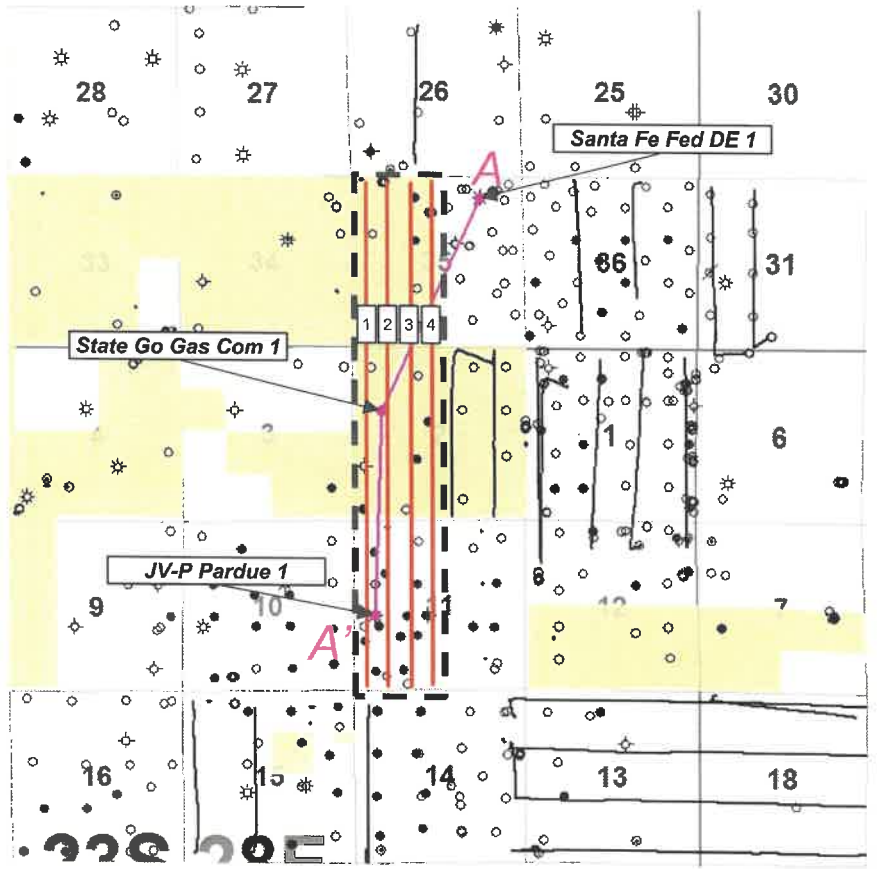 28 27 26 25 30
Santa Fe Fed DE 1
A
33 34 35 36 31
1 2 3 4
State Go Gas Com 1
4 3 1 6
JV-P Pardue 1
9 10 11 12 7
A'
16 15 14 13 18